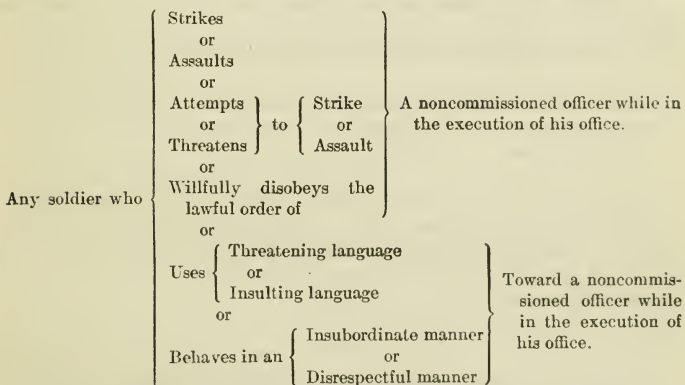 Strikes
or
Assaults
or
Attempts
or
Threatens
to
Strike
or
Assault
or
Willfully disobeys the
lawful order of
A noncommissioned officer while in
the execution of his office.
Any soldier who
or
Uses
Threatening language
or
Insulting language
or
Behaves in an
Insubordinate manner
or
Disrespectful manner
Toward a noncommis-
sioned officer while
in the execution of
his office.